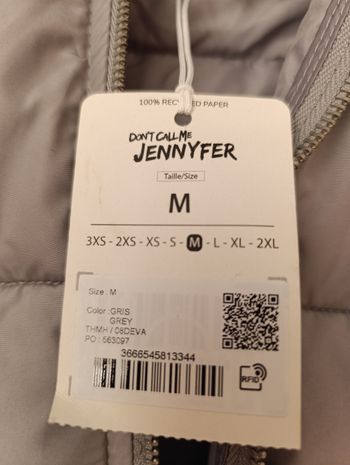 100% RECYCLED PAPER
DON'T CALL ME
JENNYFER
Taille/Size
M
3XS - 2XS - XS - S - M - L - XL - 2XL
Size : M
Color : GRIS
GREY
THMH / 08DEVA
PO : 563097
3666545813344
RFID